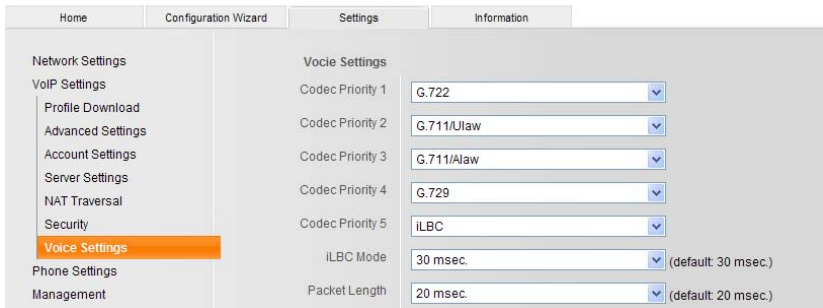 Home Configuration Wizard Settings Information
Network Settings
VoIP Settings
Profile Download
Advanced Settings
Account Settings
Server Settings
NAT Traversal
Security
Voice Settings
Phone Settings
Management
Vocie Settings
Codec Priority 1 G.722
Codec Priority 2 G.711/Ulaw
Codec Priority 3 G.711/Alaw
Codec Priority 4 G.729
Codec Priority 5 iLBC
iLBC Mode 30 msec. (default: 30 msec.)
Packet Length 20 msec. (default: 20 msec.)